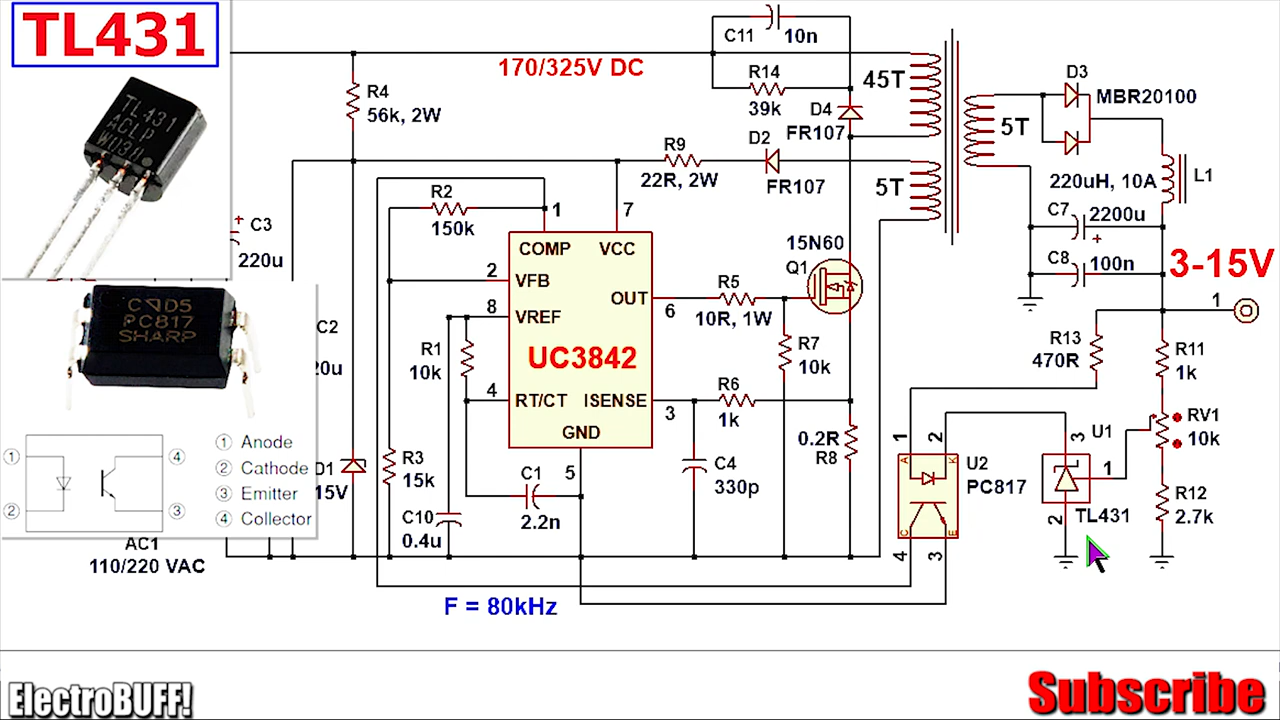 TL431
TL431
ACLP
W0311
C11
10n
170/325V DC
R14
39k
45T
D4
FR107
D3
MBR20100
5T
R4
56k, 2W
R9
22R, 2W
D2
FR107
5T
220uH, 10A
L1
C3
220u
+
R2
150k
1
7
COMP
VCC
2
VFB
8
VREF
OUT
6
UC3842
4
RT/CT
ISENSE
3
GND
5
R5
10R, 1W
15N60
Q1
R7
10k
R6
1k
0.2R
R8
C7
2200u
+
C8
100n
3-15V
1
R13
470R
R11
1k
RV1
10k
R12
2.7k
R1
10k
R3
15k
C1
2.2n
C10
0.4u
C4
330p
C2
20u
D1
15V
D5
PC817
SHARP
1 Anode
2 Cathode
3 Emitter
4 Collector
1
4
2
3
1
2
A
K
C
E
4
3
U2
PC817
3
U1
1
2
TL431
AC1
110/220 VAC
F = 80kHz
ElectroBUFF!
Subscribe